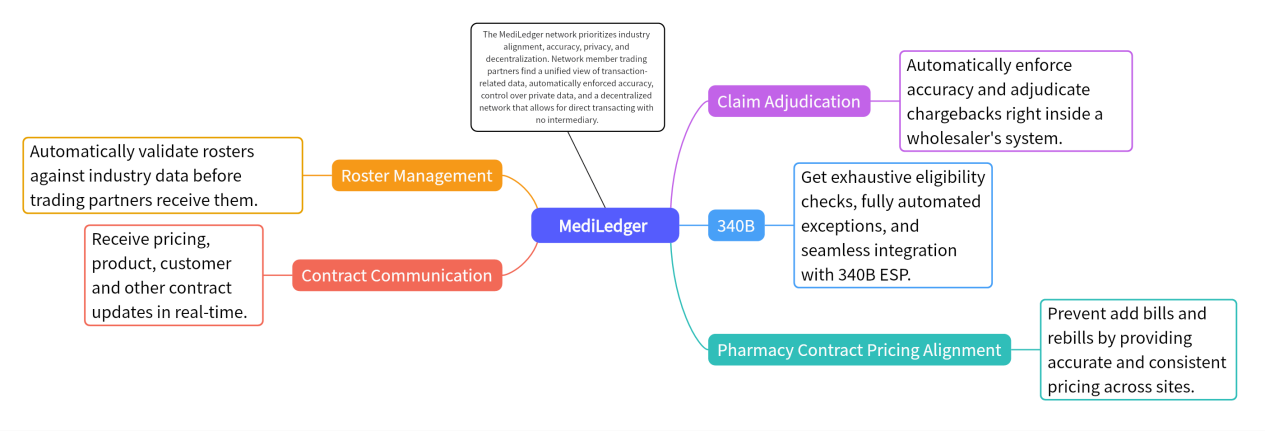 The MediLedger network prioritizes industry
alignment, accuracy, privacy, and
decentralization. Network member trading
partners find a unified view of transaction-
related data, automatically enforced accuracy,
control over private data, and a decentralized
network that allows for direct transacting with
no intermediary.
MediLedger
Roster Management
Automatically validate rosters
against industry data before
trading partners receive them.
Contract Communication
Receive pricing,
product, customer
and other contract
updates in real-time.
Claim Adjudication
Automatically enforce
accuracy and adjudicate
chargebacks right inside a
wholesaler's system.
340B
Get exhaustive eligibility
checks, fully automated
exceptions, and
seamless integration
with 340B ESP.
Pharmacy Contract Pricing Alignment
Prevent add bills and
rebills by providing
accurate and consistent
pricing across sites.